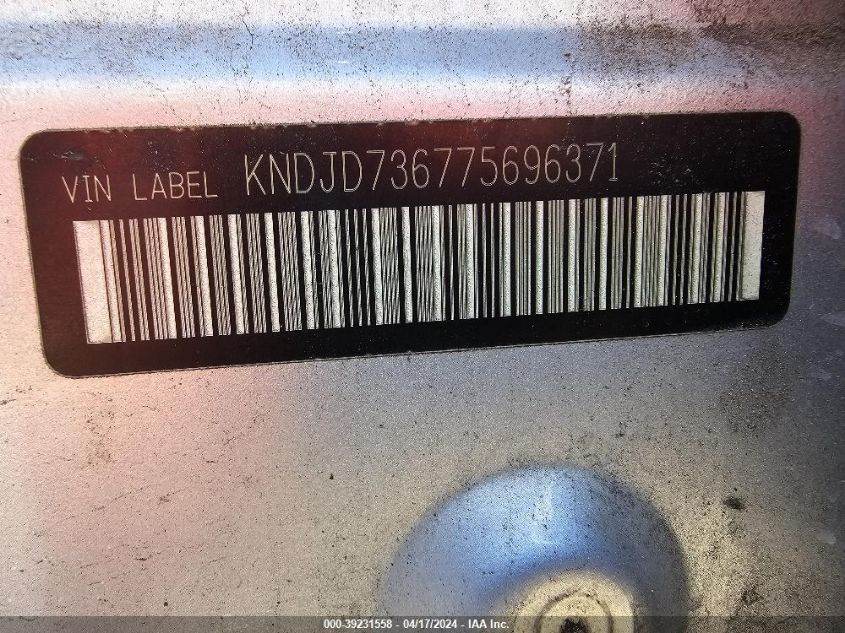 VIN LABEL KNDJD736775696371
000-39231558 - 04/17/2024 - IAA Inc.